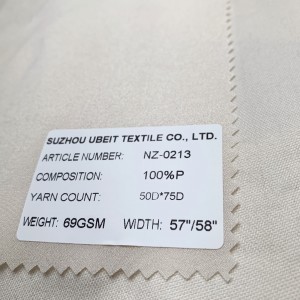 SUZHOU UBEIT TEXTILE CO., LTD.
ARTICLE NUMBER: NZ-0213
COMPOSITION: 100%P
YARN COUNT: 50D*75D
WEIGHT: 69GSM WIDTH: 57"/58"